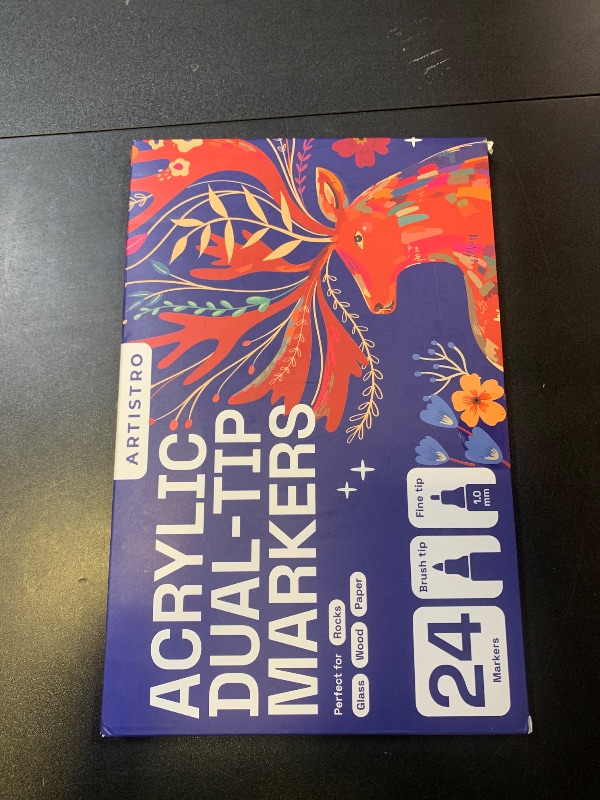 ARTISTRO
ACRYLIC
DUAL-TIP
MARKERS
Perfect for Rocks
Glass Wood Paper
24
Markers
Brush tip
Fine tip
1.0
mm